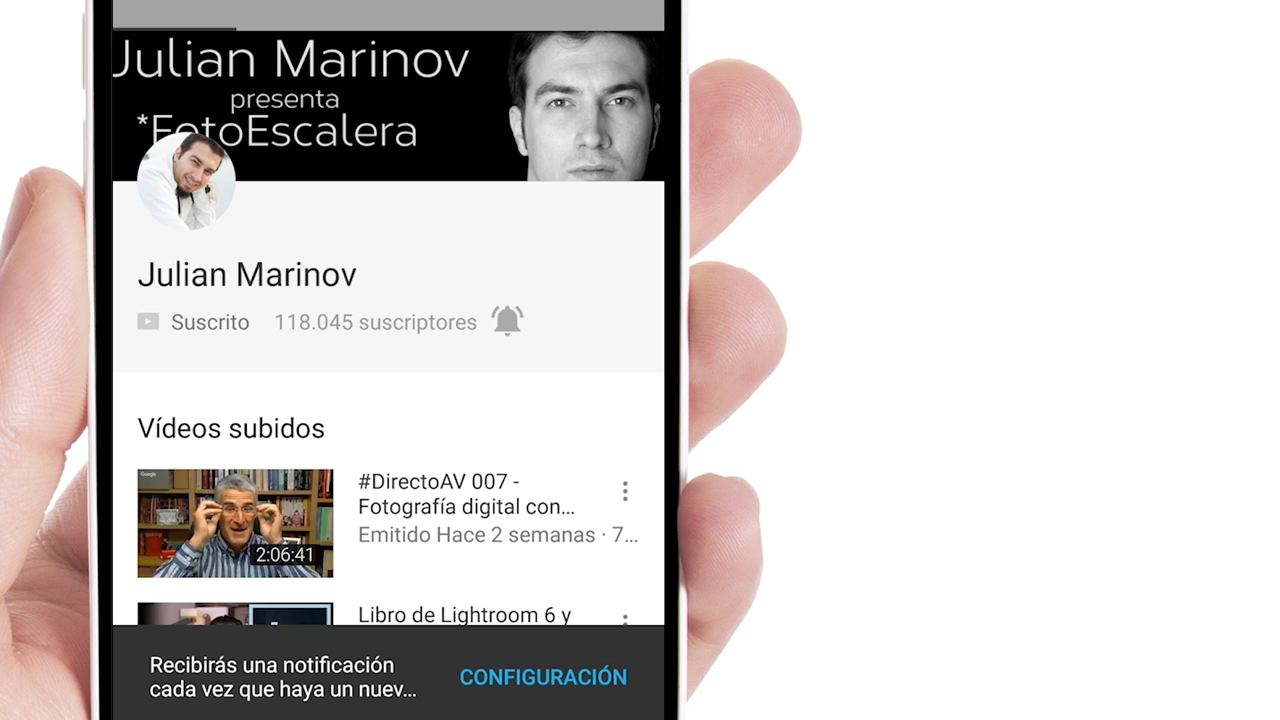 Julian Marinov
presenta
*FotoEscalera
Julian Marinov
Suscrito 118.045 suscriptores
Vídeos subidos
Google
#DirectoAV 007 -
Fotografía digital con...
Emitido Hace 2 semanas · 7...
2:06:41
Libro de Lightroom 6 y
Recibirás una notificación
cada vez que haya un nuev...
CONFIGURACIÓN